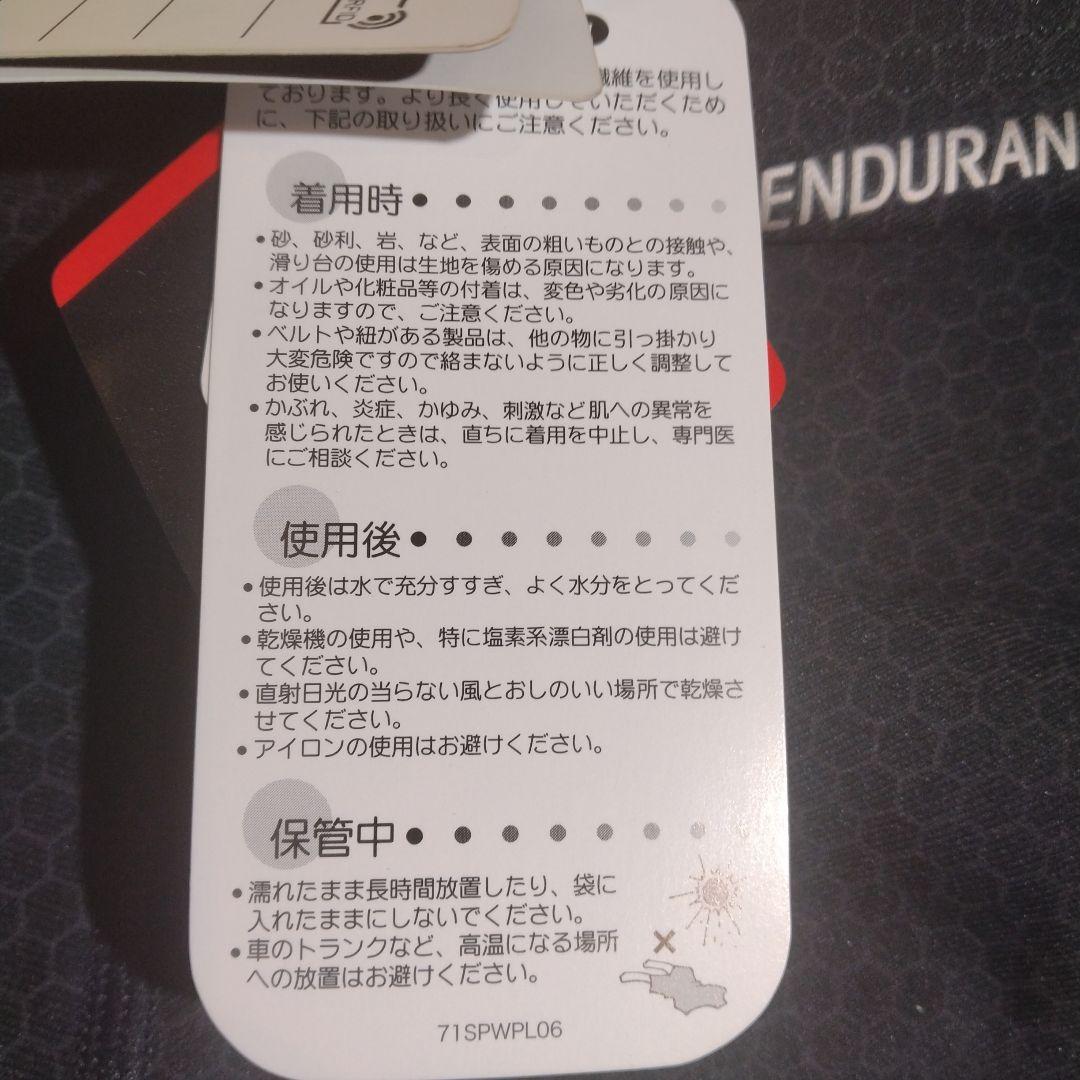 RFID
繊維を使用し
ております。より長く使用していただくため
に、下記の取り扱いにご注意ください。
ENDURAN
着用時
•砂、砂利、岩、など、表面の粗いものとの接触や、
滑り台の使用は生地を傷める原因になります。
•オイルや化粧品等の付着は、変色や劣化の原因に
なりますので、ご注意ください。
•ベルトや紐がある製品は、他の物に引っ掛かり
大変危険ですので絡まないように正しく調整して
お使いください。
•かぶれ、炎症、かゆみ、刺激など肌への異常を
感じられたときは、直ちに着用を中止し、専門医
にご相談ください。
使用後
•使用後は水で充分すすぎ、よく水分をとってくだ
さい。
•乾燥機の使用や、特に塩素系漂白剤の使用は避け
てください。
•直射日光の当らない風とおしのいい場所で乾燥さ
せてください。
•アイロンの使用はお避けください。
保管中
•濡れたまま長時間放置したり、袋に
入れたままにしないでください。
•車のトランクなど、高温になる場所
への放置はお避けください。
71SPWPL06